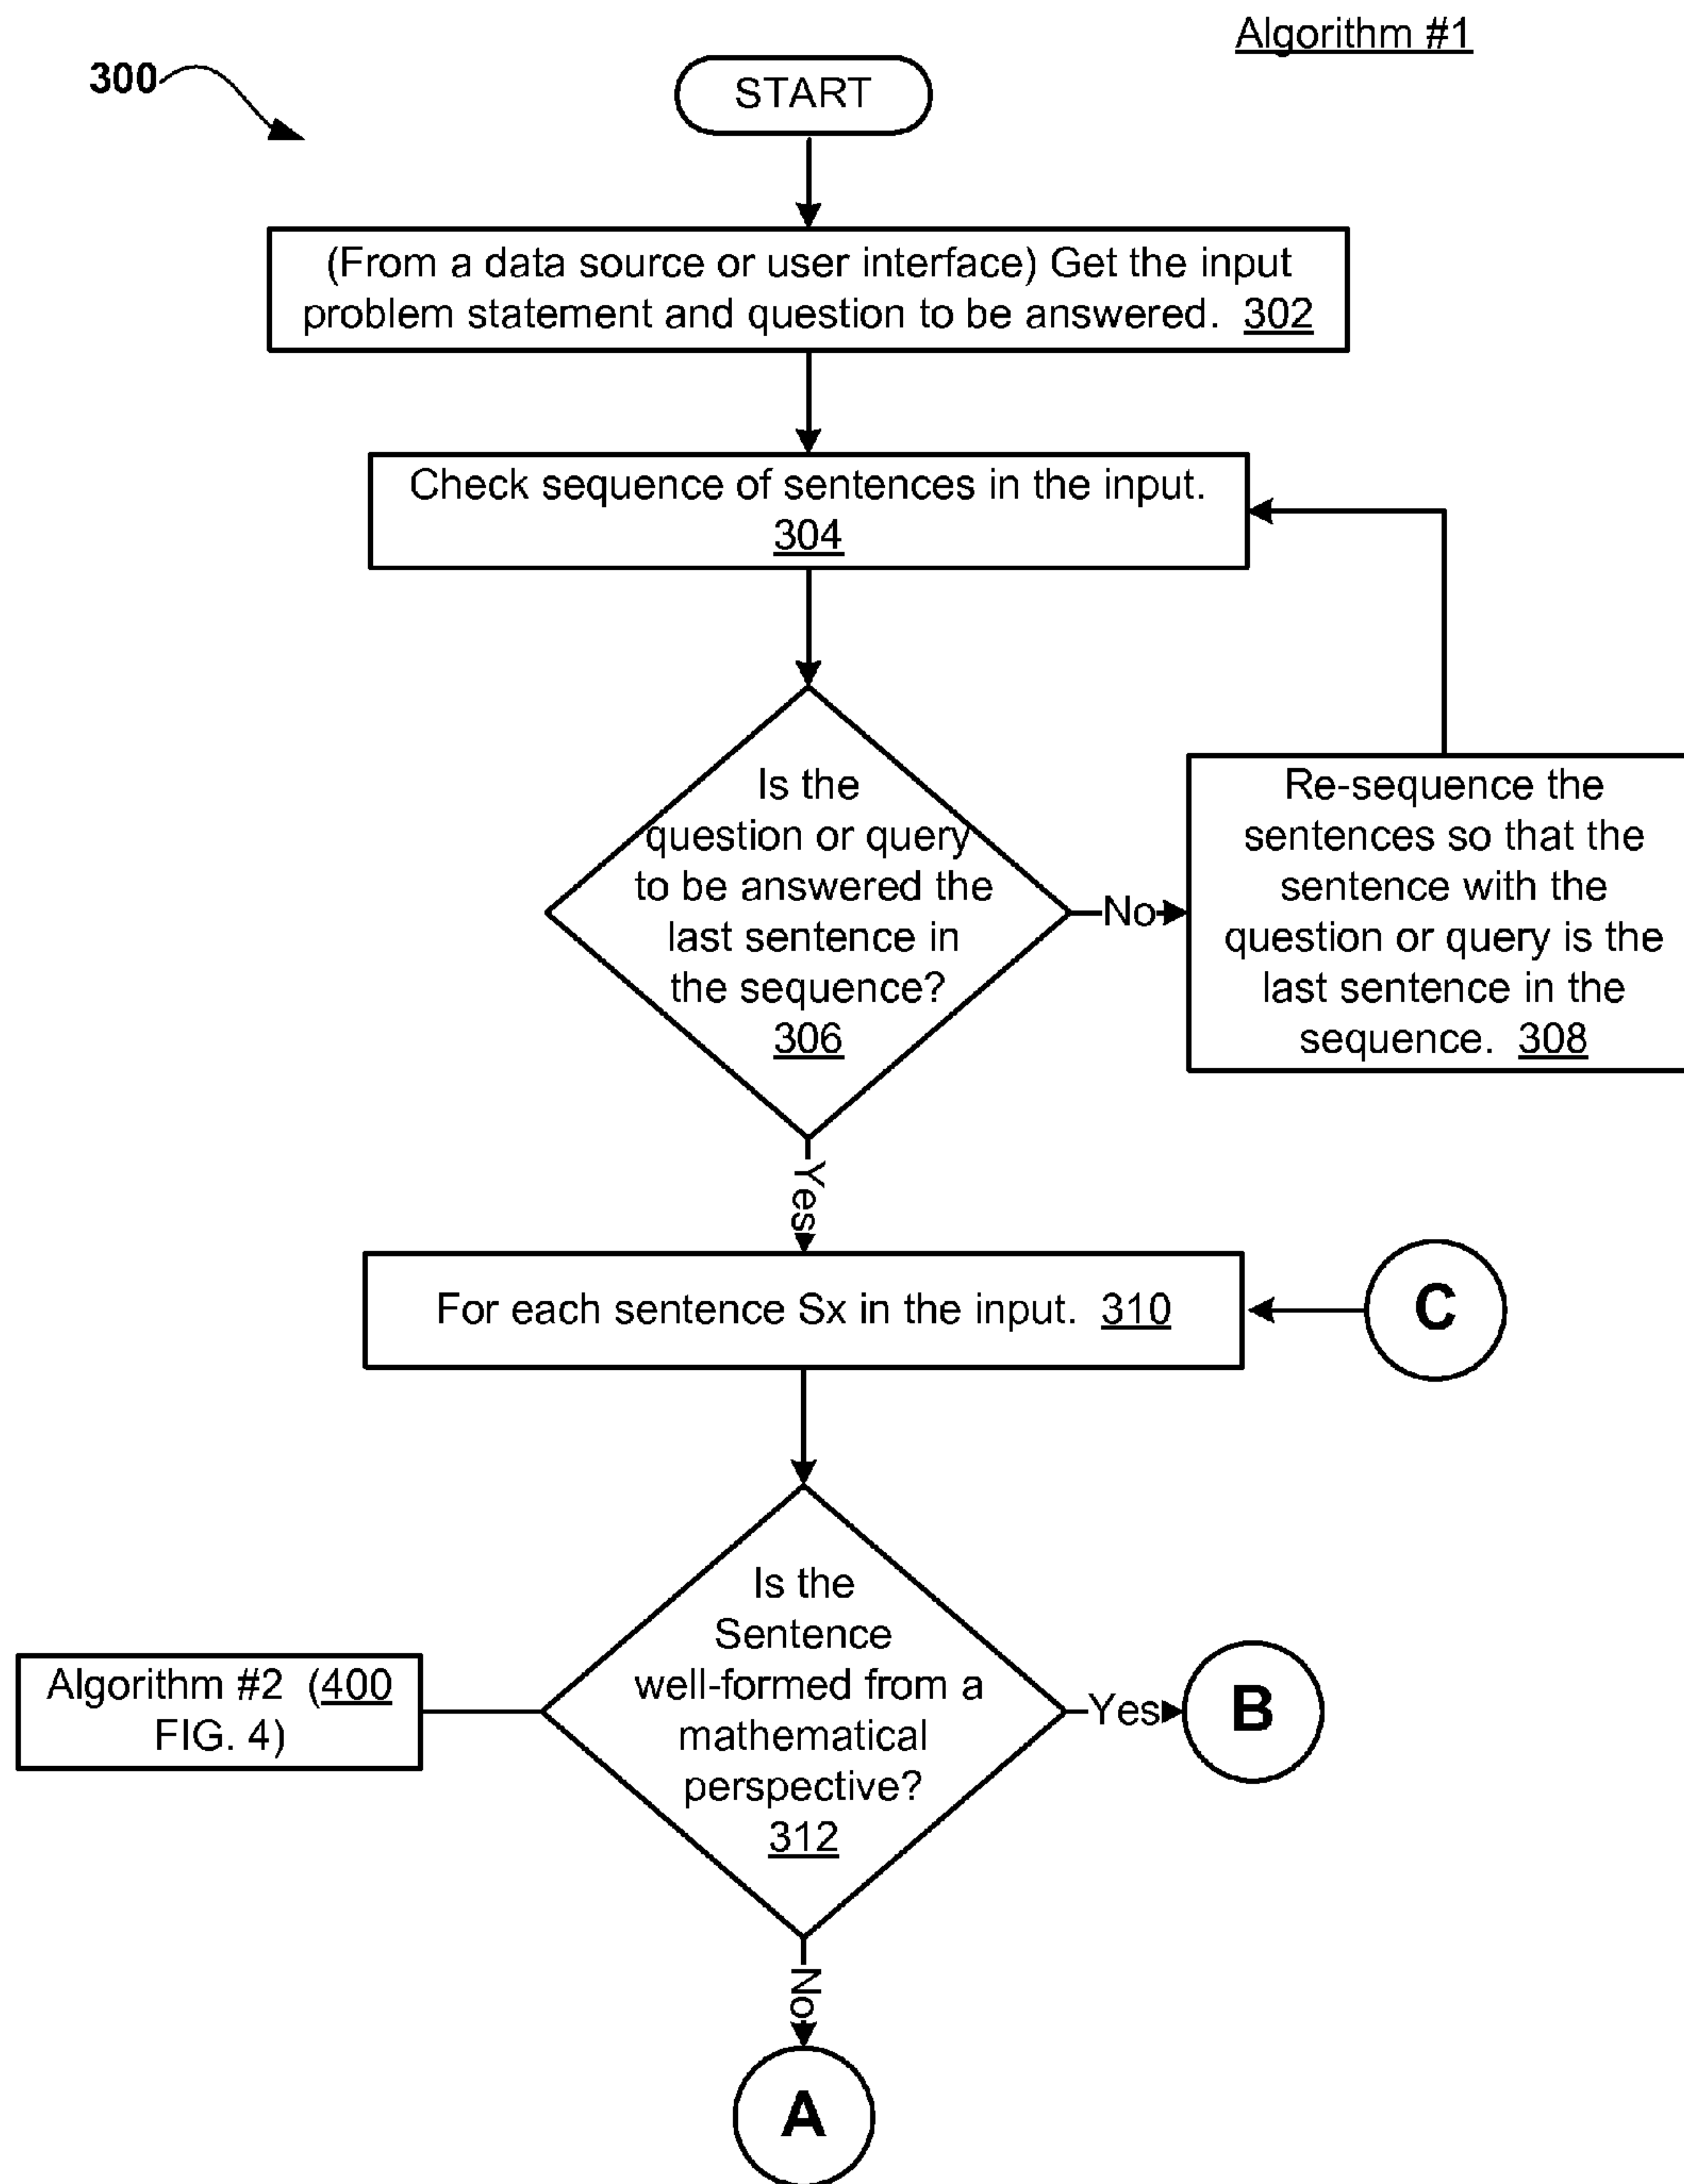 Algorithm #1
300
START
(From a data source or user interface) Get the input
problem statement and question to be answered. 302
Check sequence of sentences in the input.
304
Is the
question or query
to be answered the
last sentence in
the sequence?
306
No
Re-sequence the
sentences so that the
sentence with the
question or query is the
last sentence in the
sequence. 308
Yes
For each sentence Sx in the input. 310
C
Is the
Sentence
well-formed from a
mathematical
perspective?
312
Algorithm #2 (400
FIG. 4)
Yes
B
No
A